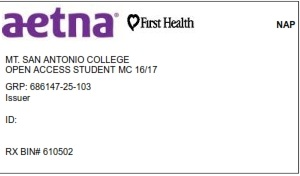 aetna® First Health NAP
MT. SAN ANTONIO COLLEGE
OPEN ACCESS STUDENT MC 16/17
GRP: 686147-25-103
Issuer
ID:
RX BIN# 610502